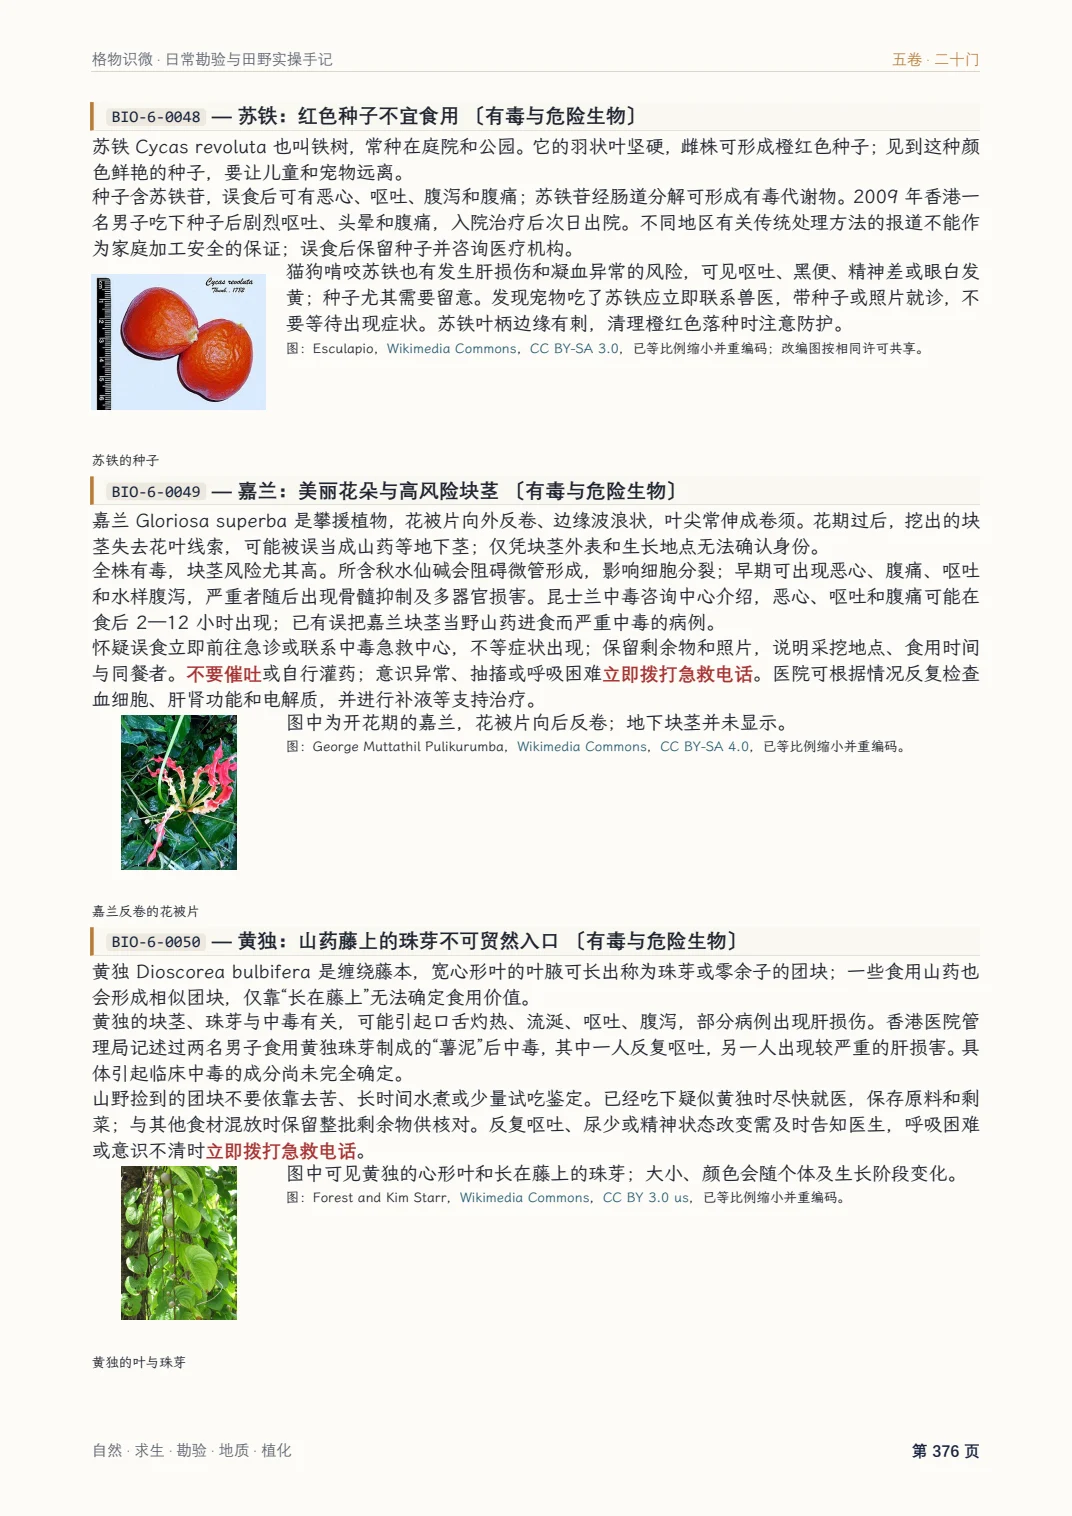 格物识微 · 日常勘验与田野实操手记
五卷 · 二十门
BIO-6-0048 — 苏铁：红色种子不宜食用 〔有毒与危险生物〕
苏铁 Cycas revoluta 也叫铁树，常种在庭院和公园。它的羽状叶坚硬，雌株可形成橙红色种子；见到这种颜
色鲜艳的种子，要让儿童和宠物远离。
种子含苏铁苷，误食后可有恶心、呕吐、腹泻和腹痛；苏铁苷经肠道分解可形成有毒代谢物。2009 年香港一
名男子吃下种子后剧烈呕吐、头晕和腹痛，入院治疗后次日出院。不同地区有关传统处理方法的报道不能作
为家庭加工安全的保证；误食后保留种子并咨询医疗机构。
Cycas revoluta
Thunb., 1782
猫狗啃咬苏铁也有发生肝损伤和凝血异常的风险，可见呕吐、黑便、精神差或眼白发
黄；种子尤其需要留意。发现宠物吃了苏铁应立即联系兽医，带种子或照片就诊，不
要等待出现症状。苏铁叶柄边缘有刺，清理橙红色落种时注意防护。
图：Esculapio，Wikimedia Commons，CC BY-SA 3.0，已等比例缩小并重编码；改编图按相同许可共享。
苏铁的种子
BIO-6-0049 — 嘉兰：美丽花朵与高风险块茎 〔有毒与危险生物〕
嘉兰 Gloriosa superba 是攀援植物，花被片向外反卷、边缘波浪状，叶尖常伸成卷须。花期过后，挖出的块
茎失去花叶线索，可能被误当成山药等地下茎；仅凭块茎外表和生长地点无法确认身份。
全株有毒，块茎风险尤其高。所含秋水仙碱会阻碍微管形成，影响细胞分裂；早期可出现恶心、腹痛、呕吐
和水样腹泻，严重者随后出现骨髓抑制及多器官损害。昆士兰中毒咨询中心介绍，恶心、呕吐和腹痛可能在
食后 2—12 小时出现；已有误把嘉兰块茎当野山药进食而严重中毒的病例。
怀疑误食立即前往急诊或联系中毒急救中心，不等症状出现；保留剩余物和照片，说明采挖地点、食用时间
与同餐者。不要催吐或自行灌药；意识异常、抽搐或呼吸困难立即拨打急救电话。医院可根据情况反复检查
血细胞、肝肾功能和电解质，并进行补液等支持治疗。
图中为开花期的嘉兰，花被片向后反卷；地下块茎并未显示。
图：George Muttathil Pulikurumba，Wikimedia Commons，CC BY-SA 4.0，已等比例缩小并重编码。
嘉兰反卷的花被片
BIO-6-0050 — 黄独：山药藤上的珠芽不可贸然入口 〔有毒与危险生物〕
黄独 Dioscorea bulbifera 是缠绕藤本，宽心形叶的叶腋可长出称为珠芽或零余子的团块；一些食用山药也
会形成相似团块，仅靠“长在藤上”无法确定食用价值。
黄独的块茎、珠芽与中毒有关，可能引起口舌灼热、流涎、呕吐、腹泻，部分病例出现肝损伤。香港医院管
理局记述过两名男子食用黄独珠芽制成的“薯泥”后中毒，其中一人反复呕吐，另一人出现较严重的肝损害。具
体引起临床中毒的成分尚未完全确定。
山野捡到的团块不要依靠去苦、长时间水煮或少量试吃鉴定。已经吃下疑似黄独时尽快就医，保存原料和剩
菜；与其他食材混放时保留整批剩余物供核对。反复呕吐、尿少或精神状态改变需及时告知医生，呼吸困难
或意识不清时立即拨打急救电话。
图中可见黄独的心形叶和长在藤上的珠芽；大小、颜色会随个体及生长阶段变化。
图：Forest and Kim Starr，Wikimedia Commons，CC BY 3.0 us，已等比例缩小并重编码。
黄独的叶与珠芽
自然 · 求生 · 勘验 · 地质 · 植化
第 376 页